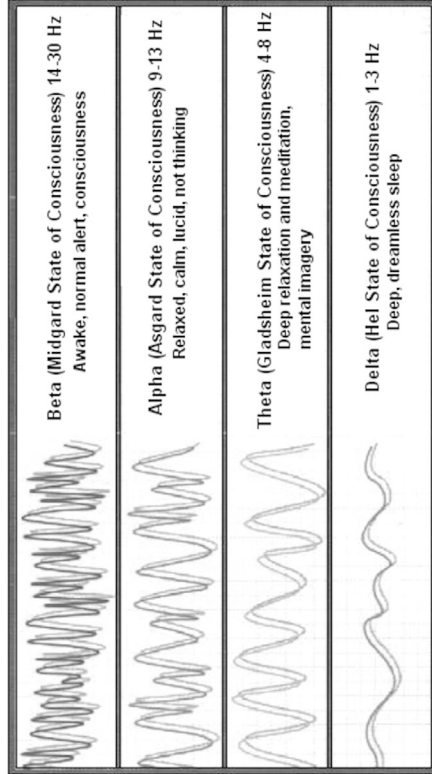 Beta (Midgard State of Consciousness) 14-30 Hz
Awake, normal alert, consciousness
Alpha (Asgard State of Consciousness) 9-13 Hz
Relaxed, calm, lucid, not thinking
Theta (Gladsheim State of Consciousness) 4-8 Hz
Deep relaxation and meditation,
mental imagery
Delta (Hel State of Consciousness) 1-3 Hz
Deep, dreamless sleep